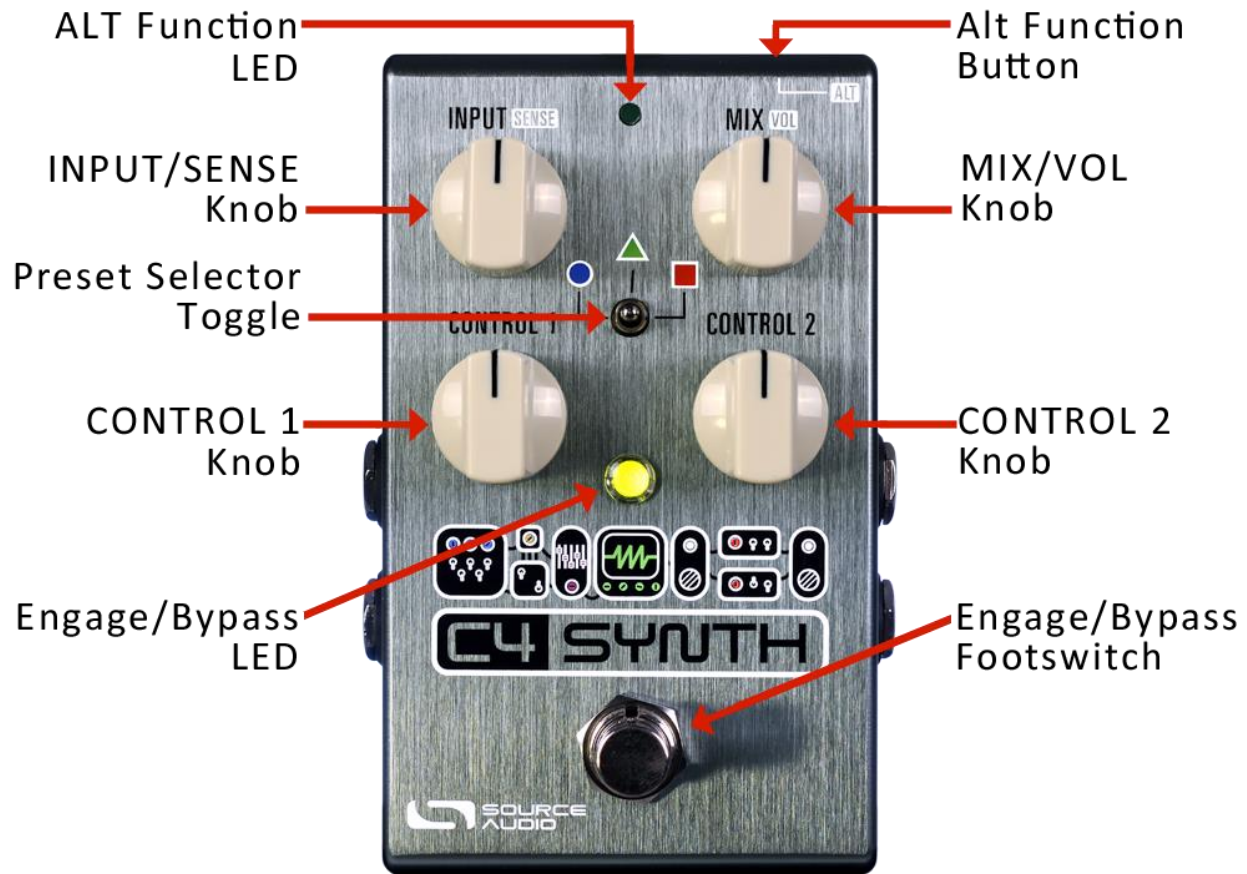 ALT Function
LED
Alt Function
Button
ALT
INPUT SENSE
MIX VOL
INPUT/SENSE
Knob
MIX/VOL
Knob
Preset Selector
Toggle
CONTROL 1
CONTROL 2
CONTROL 1
Knob
CONTROL 2
Knob
Engage/Bypass
LED
Engage/Bypass
Footswitch
C4 SYNTH
SOURCE
AUDIO